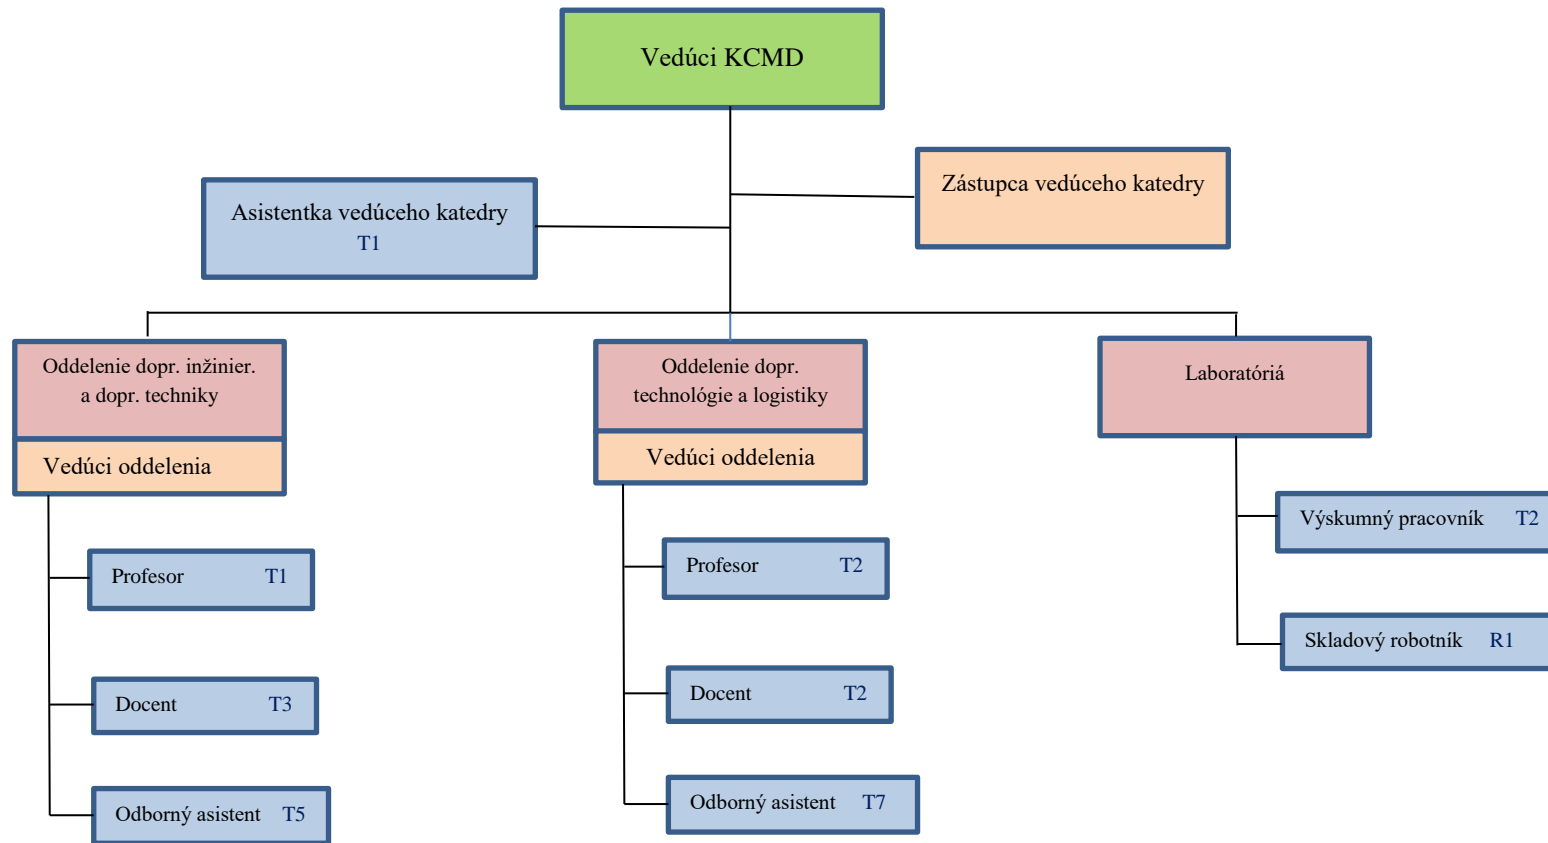 Vedúci KCMD
Zástupca vedúceho katedry
Asistentka vedúceho katedry
T1
Oddelenie dopr. inžinier.
a dopr. techniky
Vedúci oddelenia
Profesor T1
Docent T3
Odborný asistent T5
Oddelenie dopr.
technológie a logistiky
Vedúci oddelenia
Profesor T2
Docent T2
Odborný asistent T7
Laboratóriá
Výskumný pracovník T2
Skladový robotník R1